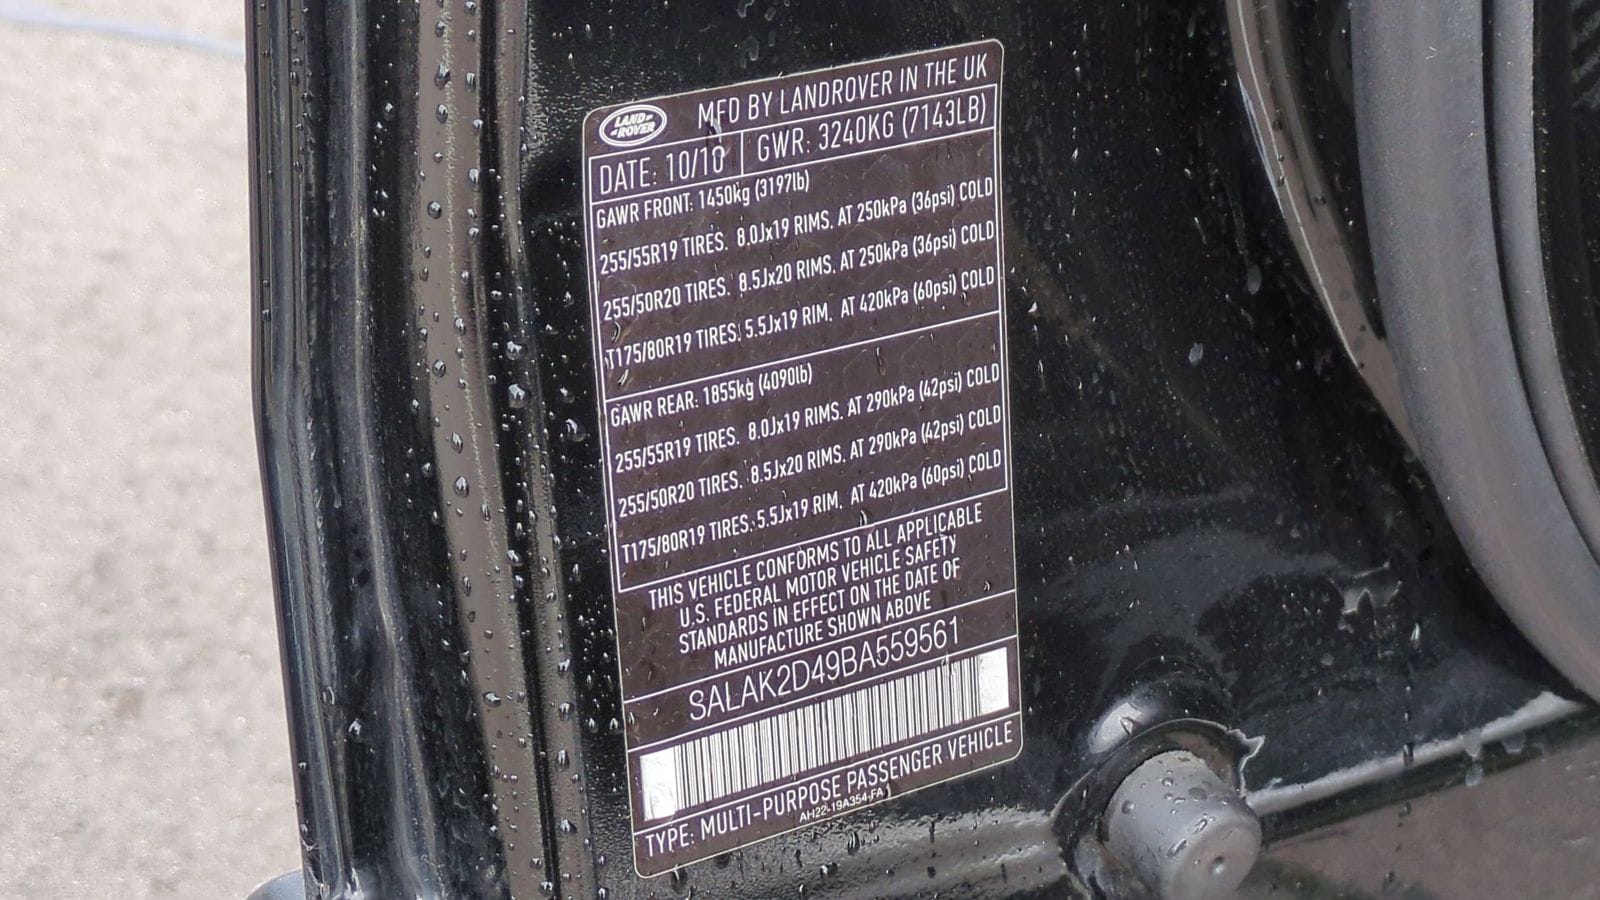 LAND-
-ROVER
MFD BY LANDROVER IN THE UK
DATE: 10/10 GWR: 3240KG (7143LB)
GAWR FRONT: 1450kg (3197lb)
255/55R19 TIRES. 8.0Jx19 RIMS. AT 250kPa (36psi) COLD
255/50R20 TIRES. 8.5Jx20 RIMS. AT 250kPa (36psi) COLD
T175/80R19 TIRES. 5.5Jx19 RIM. AT 420kPa (60psi) COLD
GAWR REAR: 1855kg (4090lb)
255/55R19 TIRES. 8.0Jx19 RIMS. AT 290kPa (42psi) COLD
255/50R20 TIRES. 8.5Jx20 RIMS. AT 290kPa (42psi) COLD
T175/80R19 TIRES. 5.5Jx19 RIM. AT 420kPa (60psi) COLD
THIS VEHICLE CONFORMS TO ALL APPLICABLE
U.S. FEDERAL MOTOR VEHICLE SAFETY
STANDARDS IN EFFECT ON THE DATE OF
MANUFACTURE SHOWN ABOVE
SALAK2D49BA559561
TYPE: MULTI-PURPOSE PASSENGER VEHICLE
AH22-19A354-FA